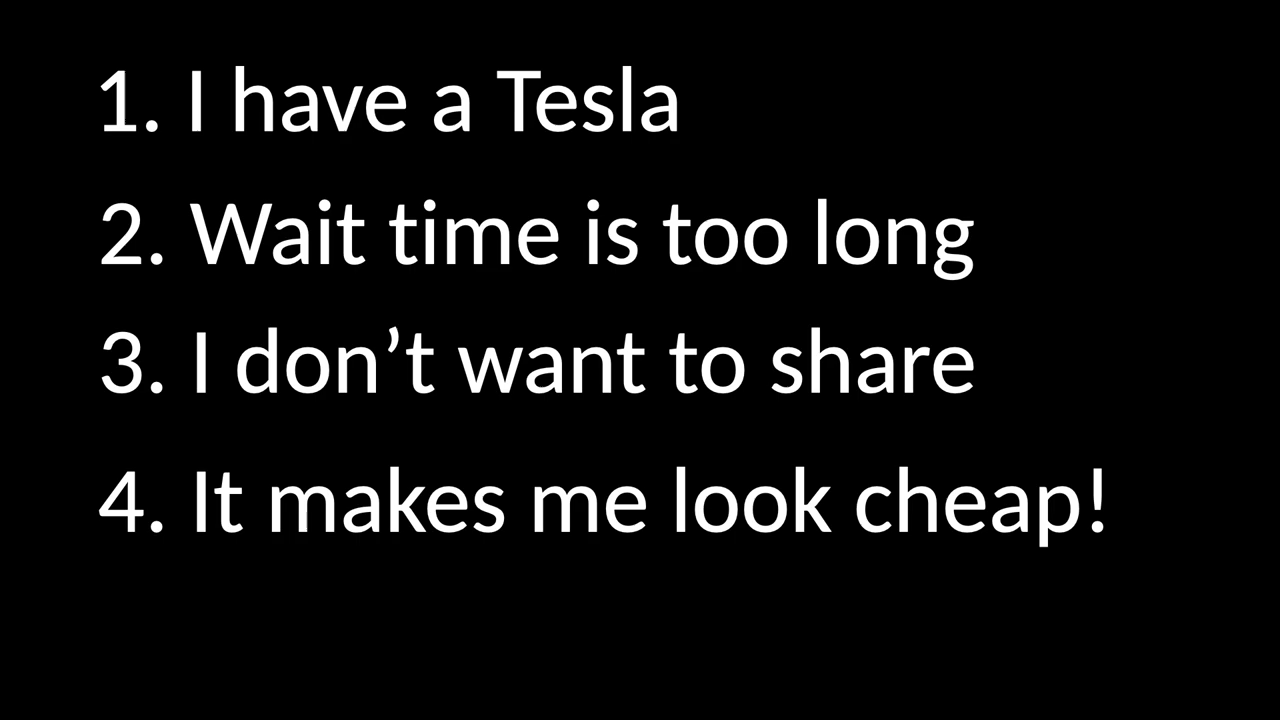 1. I have a Tesla
2. Wait time is too long
3. I don’t want to share
4. It makes me look cheap!